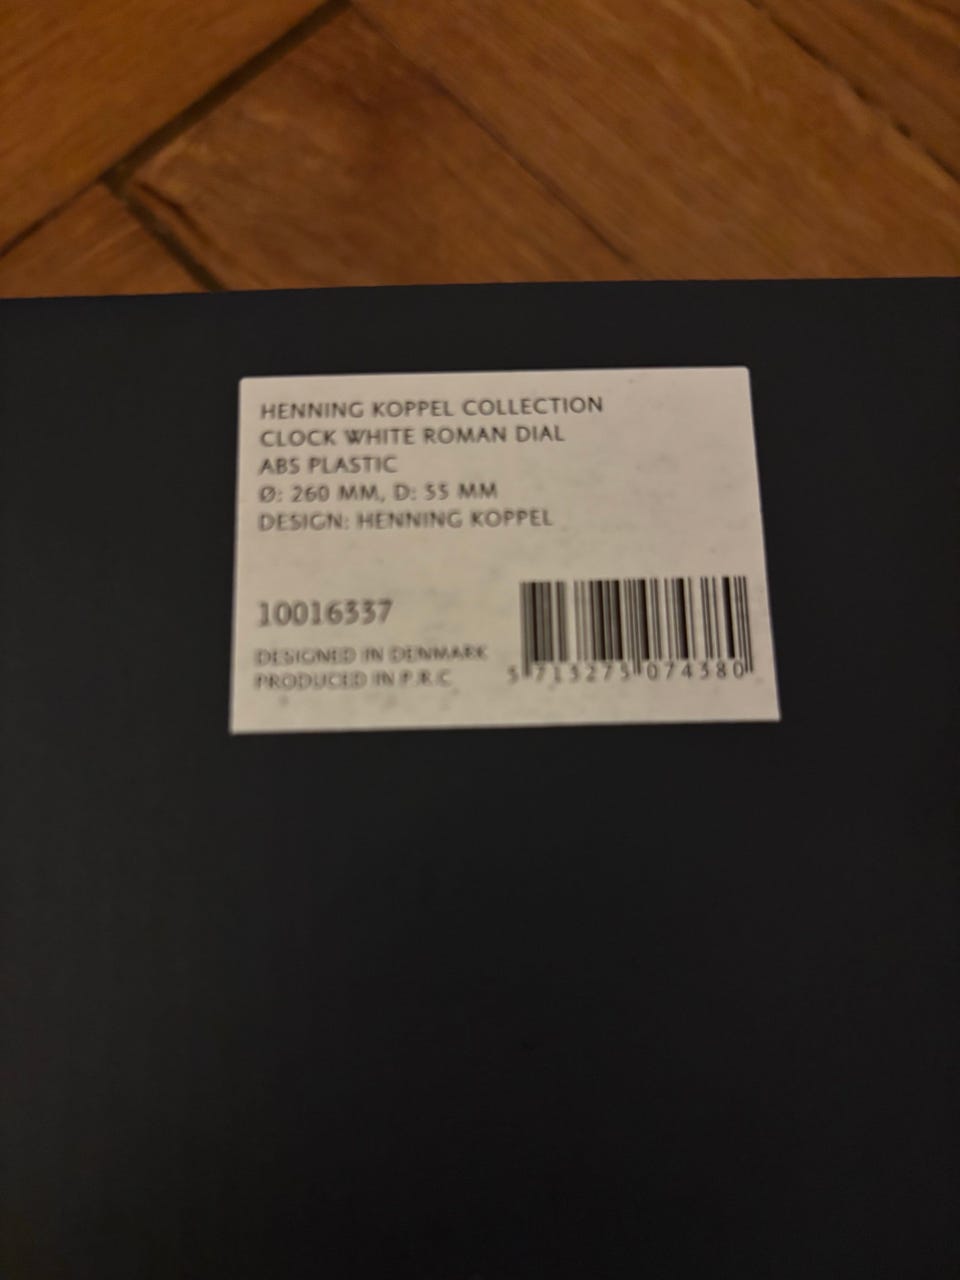 HENNING KOPPEL COLLECTION
CLOCK WHITE ROMAN DIAL
ABS PLASTIC
Ø: 260 MM, D: 55 MM
DESIGN: HENNING KOPPEL
10016337
DESIGNED IN DENMARK
PRODUCED IN P.R.C
5 713275 074380